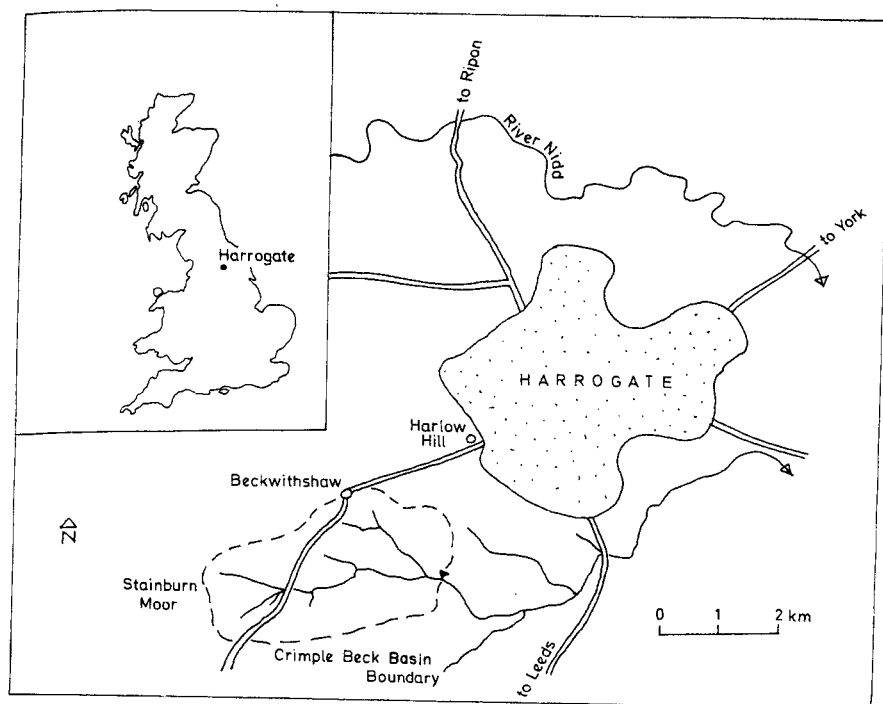 to Ripon
River Nidd
to York
Harrogate
HARROGATE
Harlow
Hill
Beckwithshaw
N
Stainburn
Moor
0 1 2 km
Crimple Beck Basin
Boundary
to Leeds